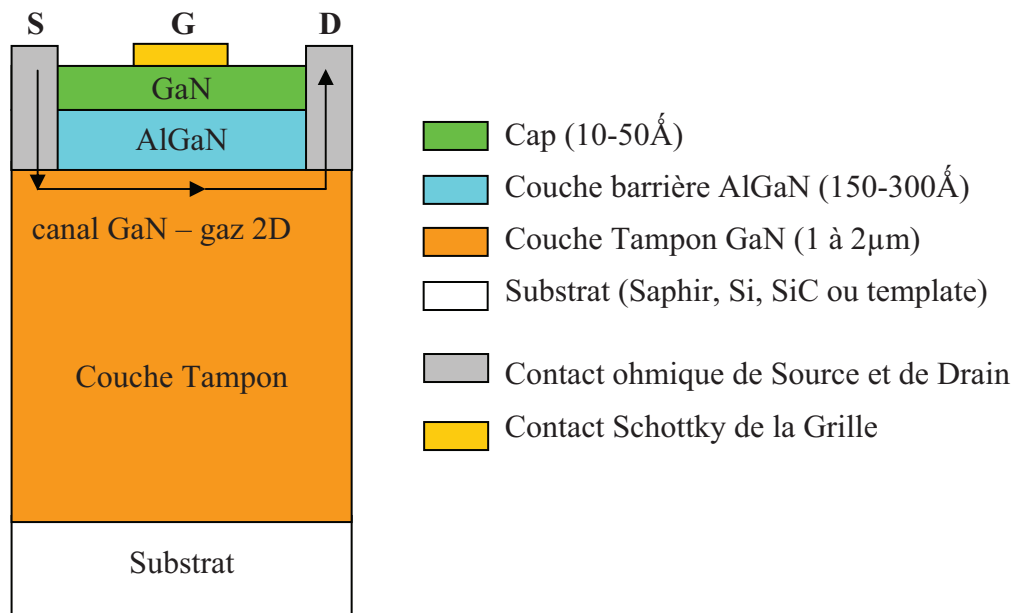 S G D
GaN
AlGaN
canal GaN – gaz 2D
Couche Tampon
Substrat
Cap (10-50Ǻ)
Couche barrière AlGaN (150-300Ǻ)
Couche Tampon GaN (1 à 2µm)
Substrat (Saphir, Si, SiC ou template)
Contact ohmique de Source et de Drain
Contact Schottky de la Grille